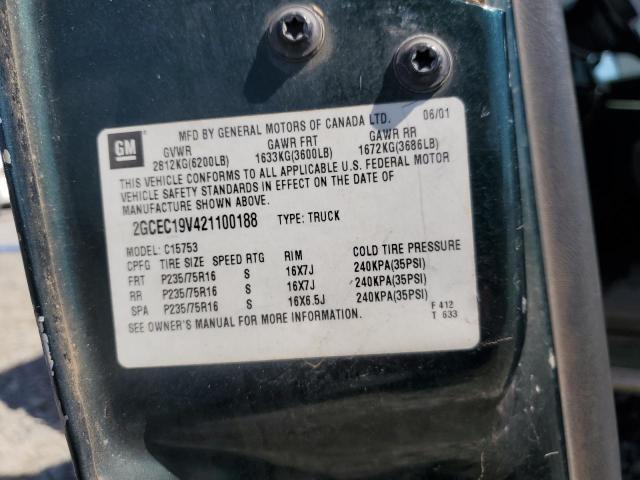 MFD BY GENERAL MOTORS OF CANADA LTD. 06/01
GM
GVWR GAWR FRT GAWR RR
2812KG(6200LB) 1633KG(3600LB) 1672KG(3686LB)
THIS VEHICLE CONFORMS TO ALL APPLICABLE U.S. FEDERAL MOTOR
VEHICLE SAFETY STANDARDS IN EFFECT ON THE DATE OF
MANUFACTURE SHOWN ABOVE.
2GCEC19V421100188 TYPE: TRUCK
MODEL: C15753
CPFG TIRE SIZE SPEED RTG RIM COLD TIRE PRESSURE
FRT P235/75R16 S 16X7J 240KPA(35PSI)
RR P235/75R16 S 16X7J 240KPA(35PSI)
SPA P235/75R16 S 16X6.5J 240KPA(35PSI)
SEE OWNER'S MANUAL FOR MORE INFORMATION.
F 412
T 633